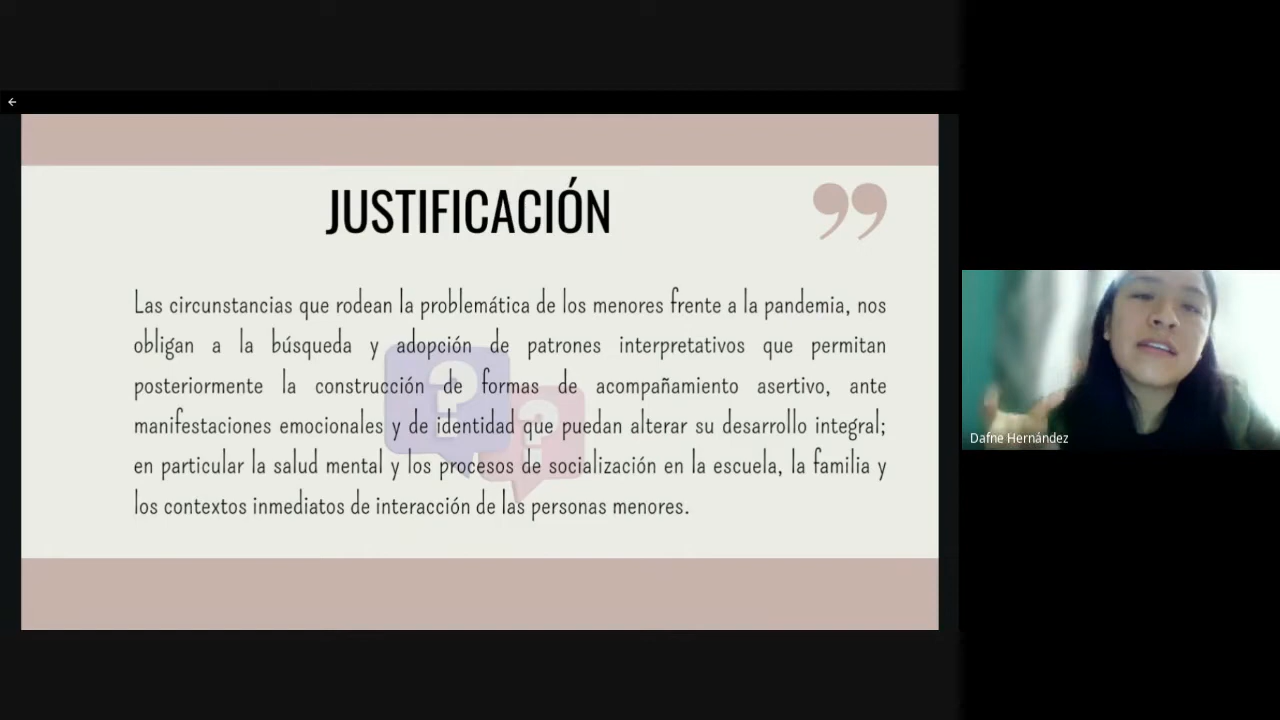 JUSTIFICACIÓN
Las circunstancias que rodean la problemática de los menores frente a la pandemia, nos
obligan a la búsqueda y adopción de patrones interpretativos que permitan
posteriormente la construcción de formas de acompañamiento asertivo, ante
manifestaciones emocionales y de identidad que puedan alterar su desarrollo integral;
en particular la salud mental y los procesos de socialización en la escuela, la familia y
los contextos inmediatos de interacción de las personas menores.
Dafne Hernández